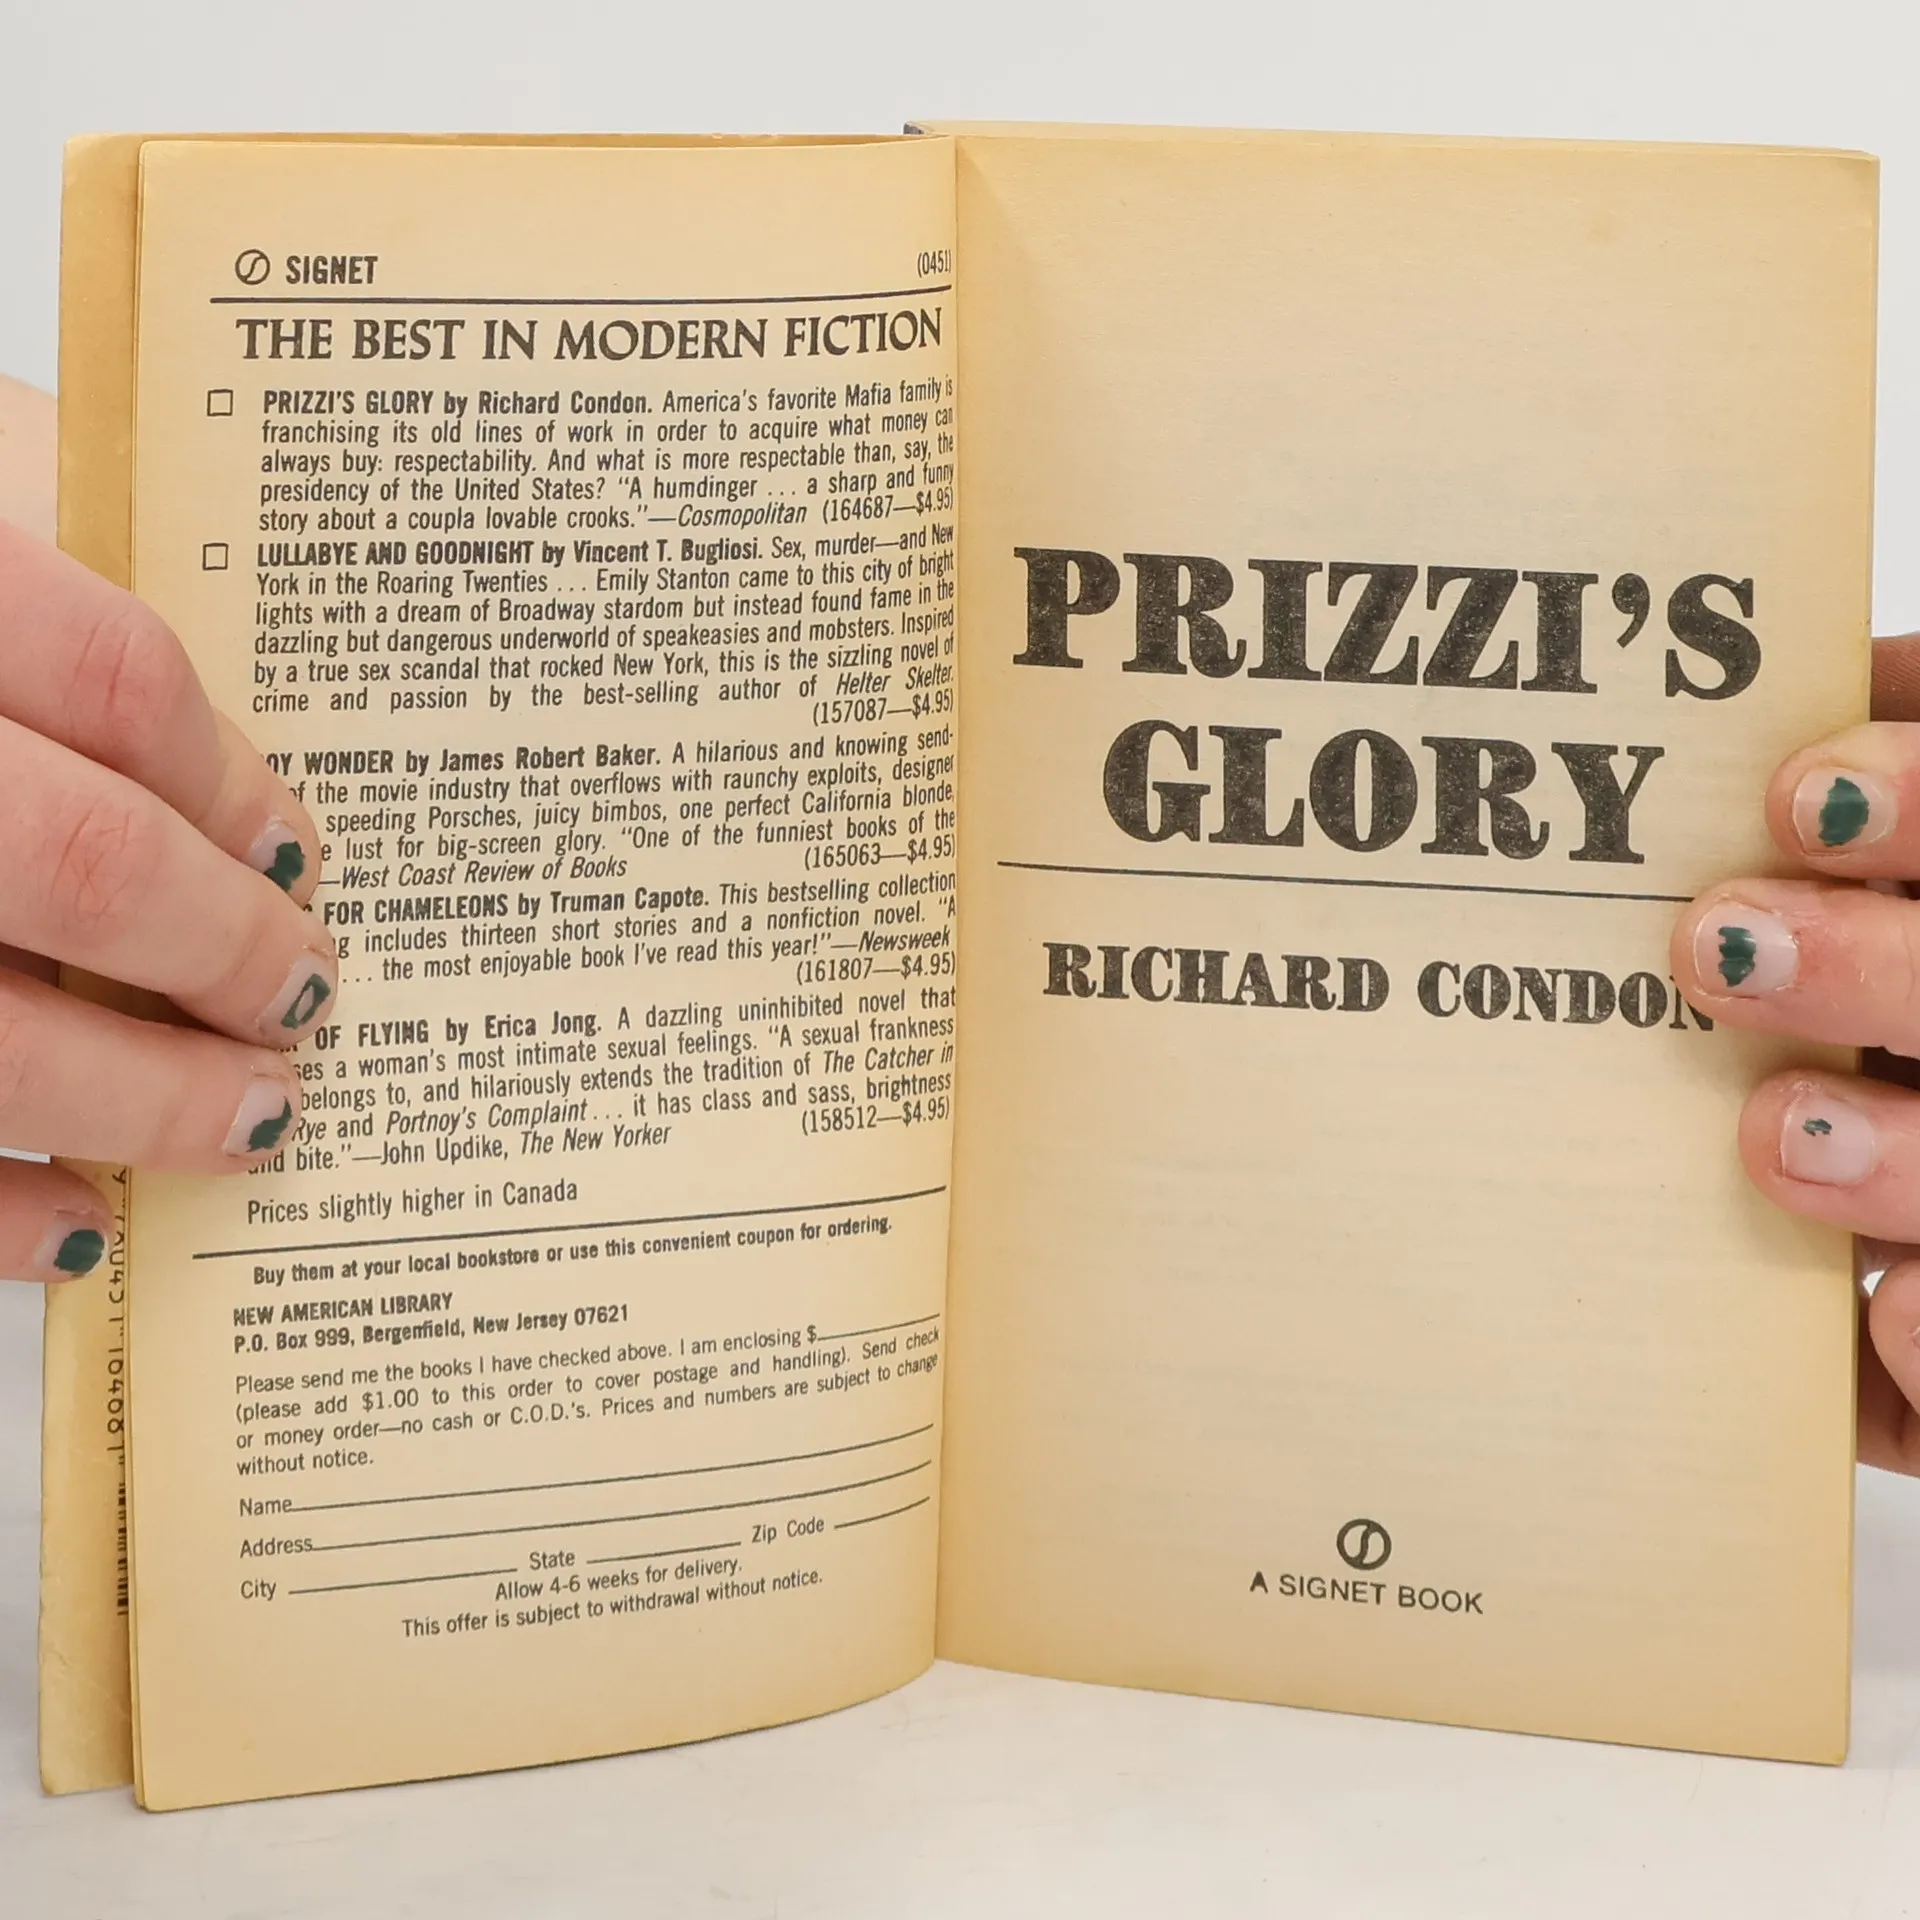 SIGNET
(0451)
THE BEST IN MODERN FICTION
PRIZZI'S GLORY by Richard Condon. America's favorite Mafia family is
franchising its old lines of work in order to acquire what money can
always buy: respectability. And what is more respectable than, say, the
presidency of the United States? "A humdinger ... a sharp and funny
story about a coupla lovable crooks."—Cosmopolitan (164687—$4.95)
LULLABYE AND GOODNIGHT by Vincent T. Bugliosi. Sex, murder—and New
York in the Roaring Twenties ... Emily Stanton came to this city of bright
lights with a dream of Broadway stardom but instead found fame in the
dazzling but dangerous underworld of speakeasies and mobsters. Inspired
by a true sex scandal that rocked New York, this is the sizzling novel of
crime and passion by the best-selling author of Helter Skelter.
(157087—$4.95)
OY WONDER by James Robert Baker. A hilarious and knowing send-
of the movie industry that overflows with raunchy exploits, designer
speeding Porsches, juicy bimbos, one perfect California blonde,
e lust for big-screen glory. "One of the funniest books of the
—West Coast Review of Books (165063—$4.95)
FOR CHAMELEONS by Truman Capote. This bestselling collection
g includes thirteen short stories and a nonfiction novel. "A
... the most enjoyable book I've read this year!"—Newsweek
(161807—$4.95)
OF FLYING by Erica Jong. A dazzling uninhibited novel that
ses a woman's most intimate sexual feelings. "A sexual frankness
belongs to, and hilariously extends the tradition of The Catcher in
Rye and Portnoy's Complaint ... it has class and sass, brightness
and bite."—John Updike, The New Yorker (158512—$4.95)
Prices slightly higher in Canada
Buy them at your local bookstore or use this convenient coupon for ordering.
NEW AMERICAN LIBRARY
P.O. Box 999, Bergenfield, New Jersey 07621
Please send me the books I have checked above. I am enclosing $
(please add $1.00 to this order to cover postage and handling). Send check
or money order—no cash or C.O.D.'s. Prices and numbers are subject to change
without notice.
Name
Address
City State Zip Code
Allow 4-6 weeks for delivery.
This offer is subject to withdrawal without notice.
PRIZZI'S
GLORY
RICHARD CONDON
A SIGNET BOOK